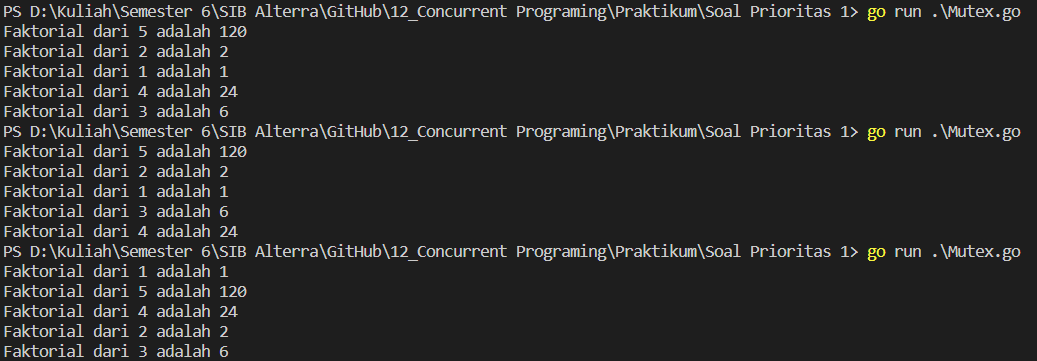 PS D:\Kuliah\Semester 6\SIB Alterra\GitHub\12_Concurrent Programing\Praktikum\Soal Prioritas 1> go run .\Mutex.go
Faktorial dari 5 adalah 120
Faktorial dari 2 adalah 2
Faktorial dari 1 adalah 1
Faktorial dari 4 adalah 24
Faktorial dari 3 adalah 6
PS D:\Kuliah\Semester 6\SIB Alterra\GitHub\12_Concurrent Programing\Praktikum\Soal Prioritas 1> go run .\Mutex.go
Faktorial dari 5 adalah 120
Faktorial dari 2 adalah 2
Faktorial dari 1 adalah 1
Faktorial dari 3 adalah 6
Faktorial dari 4 adalah 24
PS D:\Kuliah\Semester 6\SIB Alterra\GitHub\12_Concurrent Programing\Praktikum\Soal Prioritas 1> go run .\Mutex.go
Faktorial dari 1 adalah 1
Faktorial dari 5 adalah 120
Faktorial dari 4 adalah 24
Faktorial dari 2 adalah 2
Faktorial dari 3 adalah 6